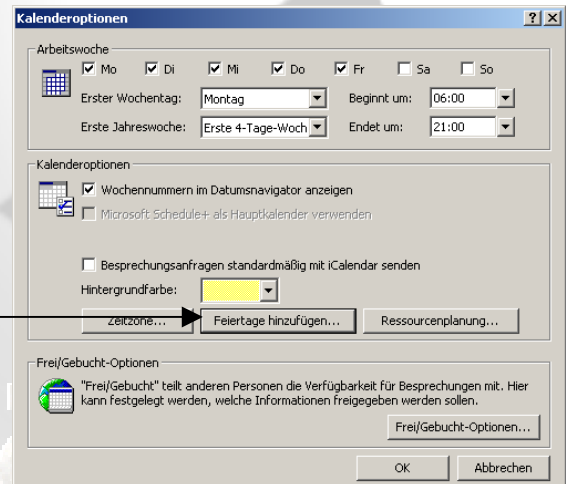 Kalenderoptionen
Arbeitswoche
Mo Di Mi Do Fr Sa So
Erster Wochentag: Montag Beginnt um: 06:00
Erste Jahreswoche: Erste 4-Tage-Woch Endet um: 21:00
Kalenderoptionen
Wochennummern im Datumsnavigator anzeigen
Microsoft Schedule+ als Hauptkalender verwenden
Besprechungsanfragen standardmäßig mit iCalendar senden
Hintergrundfarbe:
Zeitzone... Feiertage hinzufügen... Ressourcenplanung...
Frei/Gebucht-Optionen
"Frei/Gebucht" teilt anderen Personen die Verfügbarkeit für Besprechungen mit. Hier
kann festgelegt werden, welche Informationen freigegeben werden sollen.
Frei/Gebucht-Optionen...
OK Abbrechen